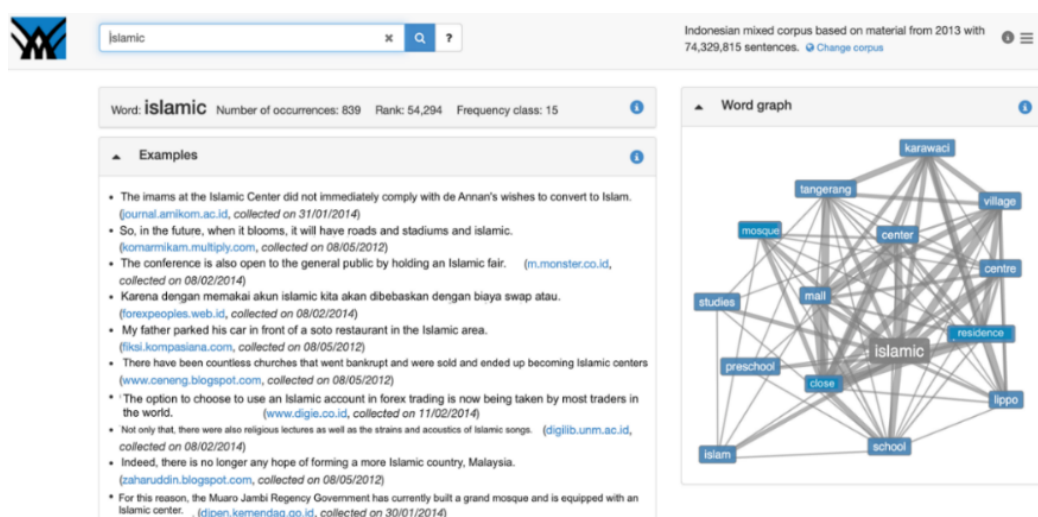 islamic
×
?
Indonesian mixed corpus based on material from 2013 with
74,329,815 sentences. Change corpus
Word: islamic Number of occurrences: 839 Rank: 54,294 Frequency class: 15
Examples
• The imams at the Islamic Center did not immediately comply with de Annan's wishes to convert to Islam.
(journal.amikom.ac.id, collected on 31/01/2014)
• So, in the future, when it blooms, it will have roads and stadiums and islamic.
(komarmikam.multiply.com, collected on 08/05/2012)
• The conference is also open to the general public by holding an Islamic fair. (m.monster.co.id,
collected on 08/02/2014)
• Karena dengan memakai akun islamic kita akan dibebaskan dengan biaya swap atau.
(forexpeoples.web.id, collected on 08/02/2014)
• My father parked his car in front of a soto restaurant in the Islamic area.
(fiksi.kompasiana.com, collected on 08/05/2012)
• There have been countless churches that went bankrupt and were sold and ended up becoming Islamic centers
(www.ceneng.blogspot.com, collected on 08/05/2012)
• The option to choose to use an Islamic account in forex trading is now being taken by most traders in
the world. (www.digie.co.id, collected on 11/02/2014)
• Not only that, there were also religious lectures as well as the strains and acoustics of Islamic songs. (digilib.unm.ac.id,
collected on 08/02/2014)
• Indeed, there is no longer any hope of forming a more Islamic country, Malaysia.
(zaharuddin.blogspot.com, collected on 08/05/2012)
• For this reason, the Muaro Jambi Regency Government has currently built a grand mosque and is equipped with an
Islamic center. (dipen.kemendag.go.id, collected on 30/01/2014)
Word graph
karawaci
tangerang
village
mosque
center
centre
studies
mall
residence
islamic
preschool
close
lippo
school
islam